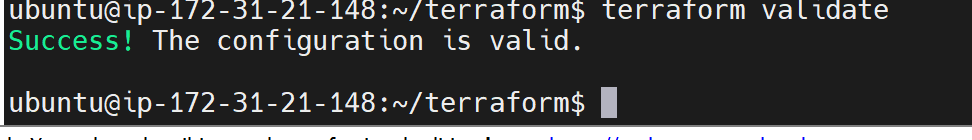 ubuntu@ip-172-31-21-148:~/terraform$ terraform validate
Success! The configuration is valid.
ubuntu@ip-172-31-21-148:~/terraform$